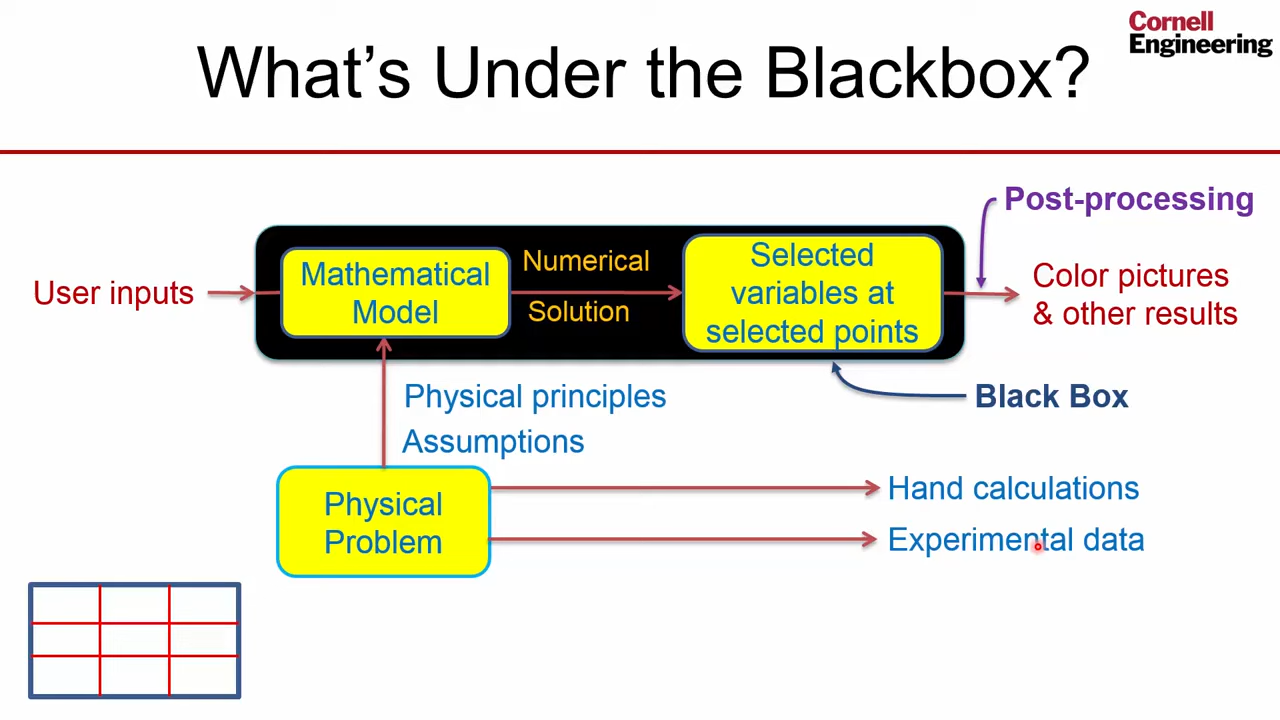 Cornell
Engineering
What's Under the Blackbox?
Post-processing
User inputs
Mathematical
Model
Numerical
Solution
Selected
variables at
selected points
Color pictures
& other results
Physical principles
Assumptions
Black Box
Physical
Problem
Hand calculations
Experimental data